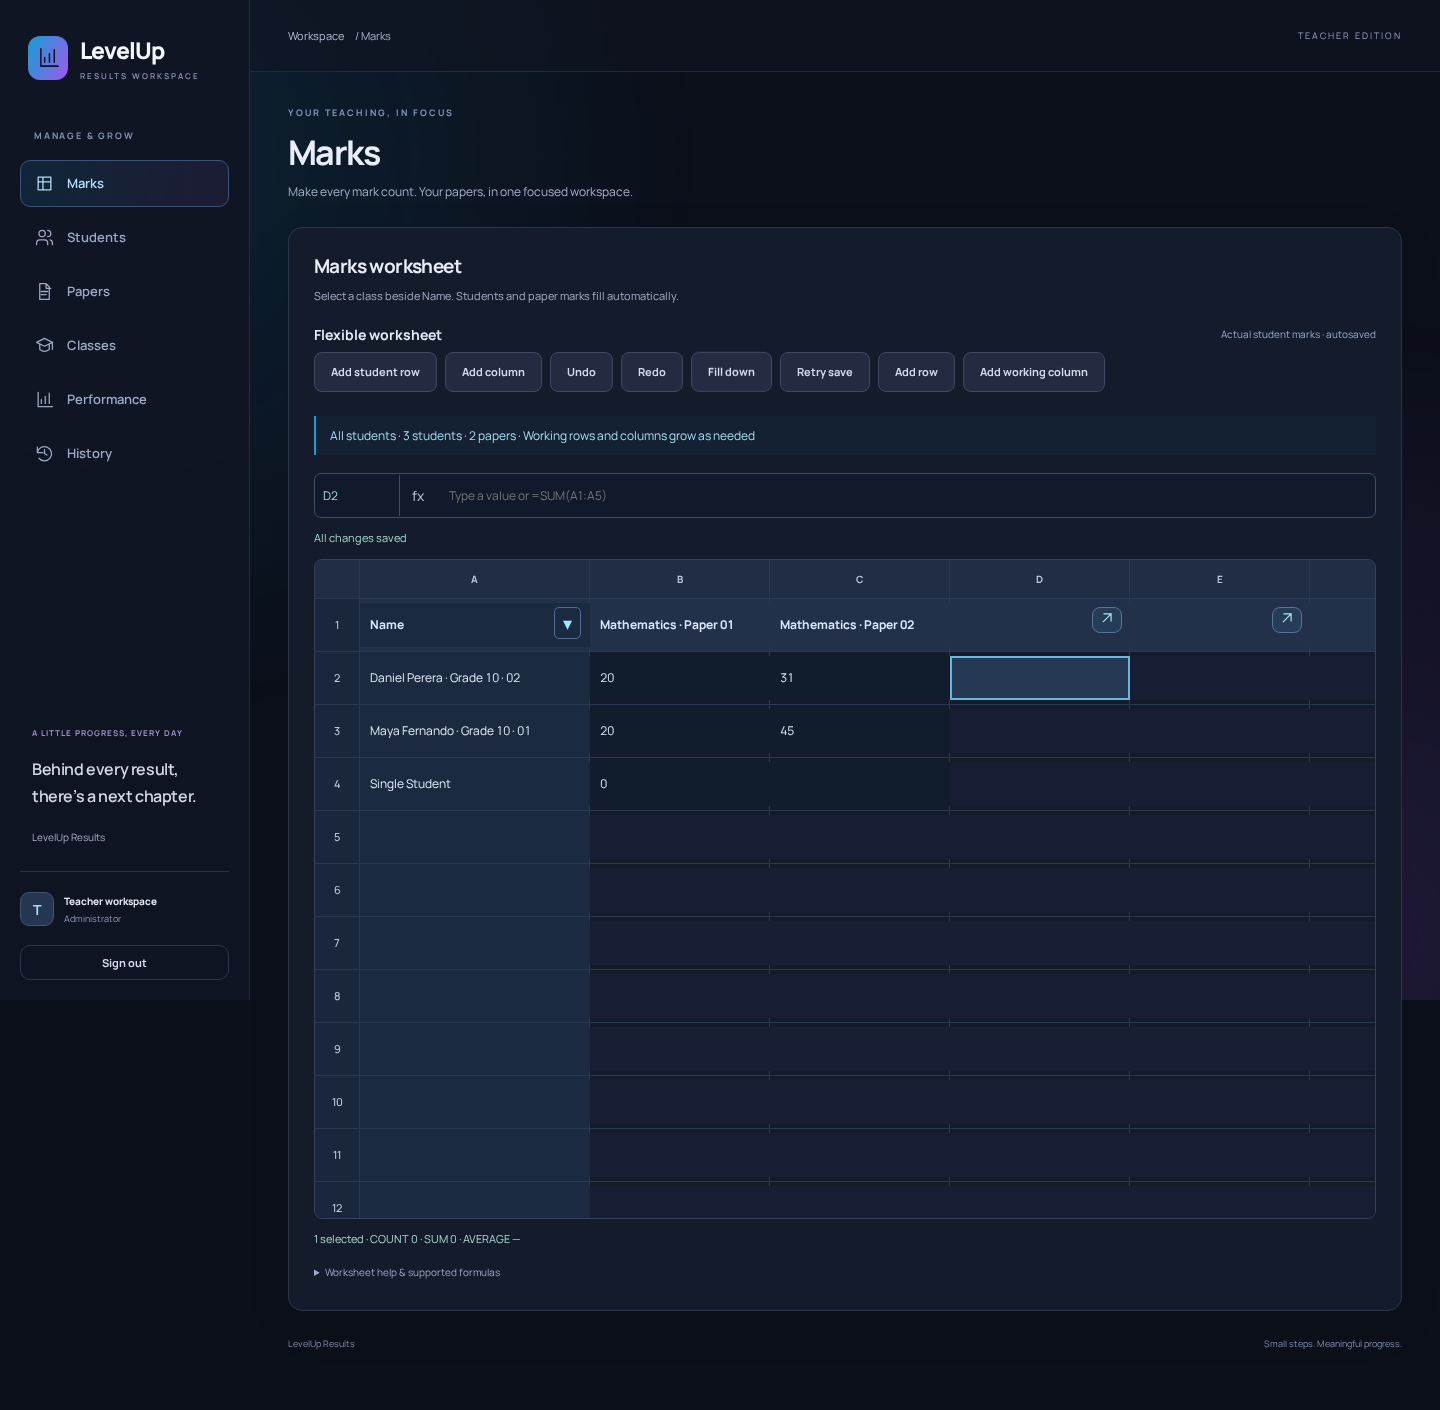 LevelUp
RESULTS WORKSPACE
MANAGE & GROW
Marks
Students
Papers
Classes
Performance
History
A LITTLE PROGRESS, EVERY DAY
Behind every result,
there's a next chapter.
LevelUp Results
T
Teacher workspace
Administrator
Sign out
Workspace / Marks
TEACHER EDITION
YOUR TEACHING, IN FOCUS
Marks
Make every mark count. Your papers, in one focused workspace.
Marks worksheet
Select a class beside Name. Students and paper marks fill automatically.
Flexible worksheet
Actual student marks · autosaved
Add student row Add column Undo Redo Fill down Retry save Add row Add working column
All students · 3 students · 2 papers · Working rows and columns grow as needed
D2 fx Type a value or =SUM(A1:A5)
All changes saved
A B C D E
1 Name ▼ Mathematics · Paper 01 Mathematics · Paper 02
2 Daniel Perera · Grade 10 · 02 20 31
3 Maya Fernando · Grade 10 · 01 20 45
4 Single Student 0
5
6
7
8
9
10
11
12
1 selected · COUNT 0 · SUM 0 · AVERAGE —
Worksheet help & supported formulas
LevelUp Results
Small steps. Meaningful progress.